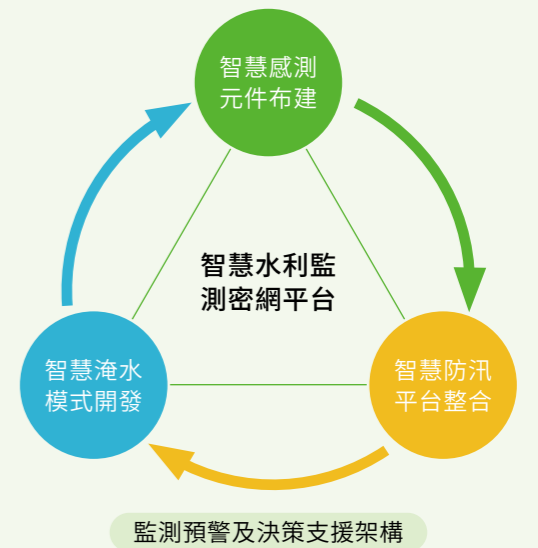 智慧感測
元件布建
智慧水利監
測密網平台
智慧淹水
模式開發
智慧防汛
平台整合
監測預警及決策支援架構